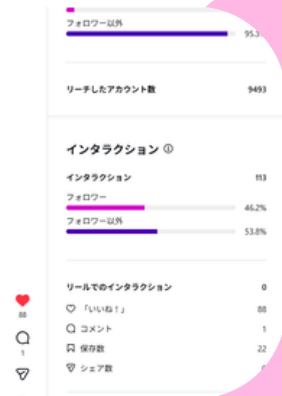 フォロワー以外
95.3%
リーチしたアカウント数 9493
インタラクション ⓘ
インタラクション 113
フォロワー
46.2%
フォロワー以外
53.8%
リールでのインタラクション 0
「いいね！」 88
コメント 1
保存数 22
シェア数
88
1